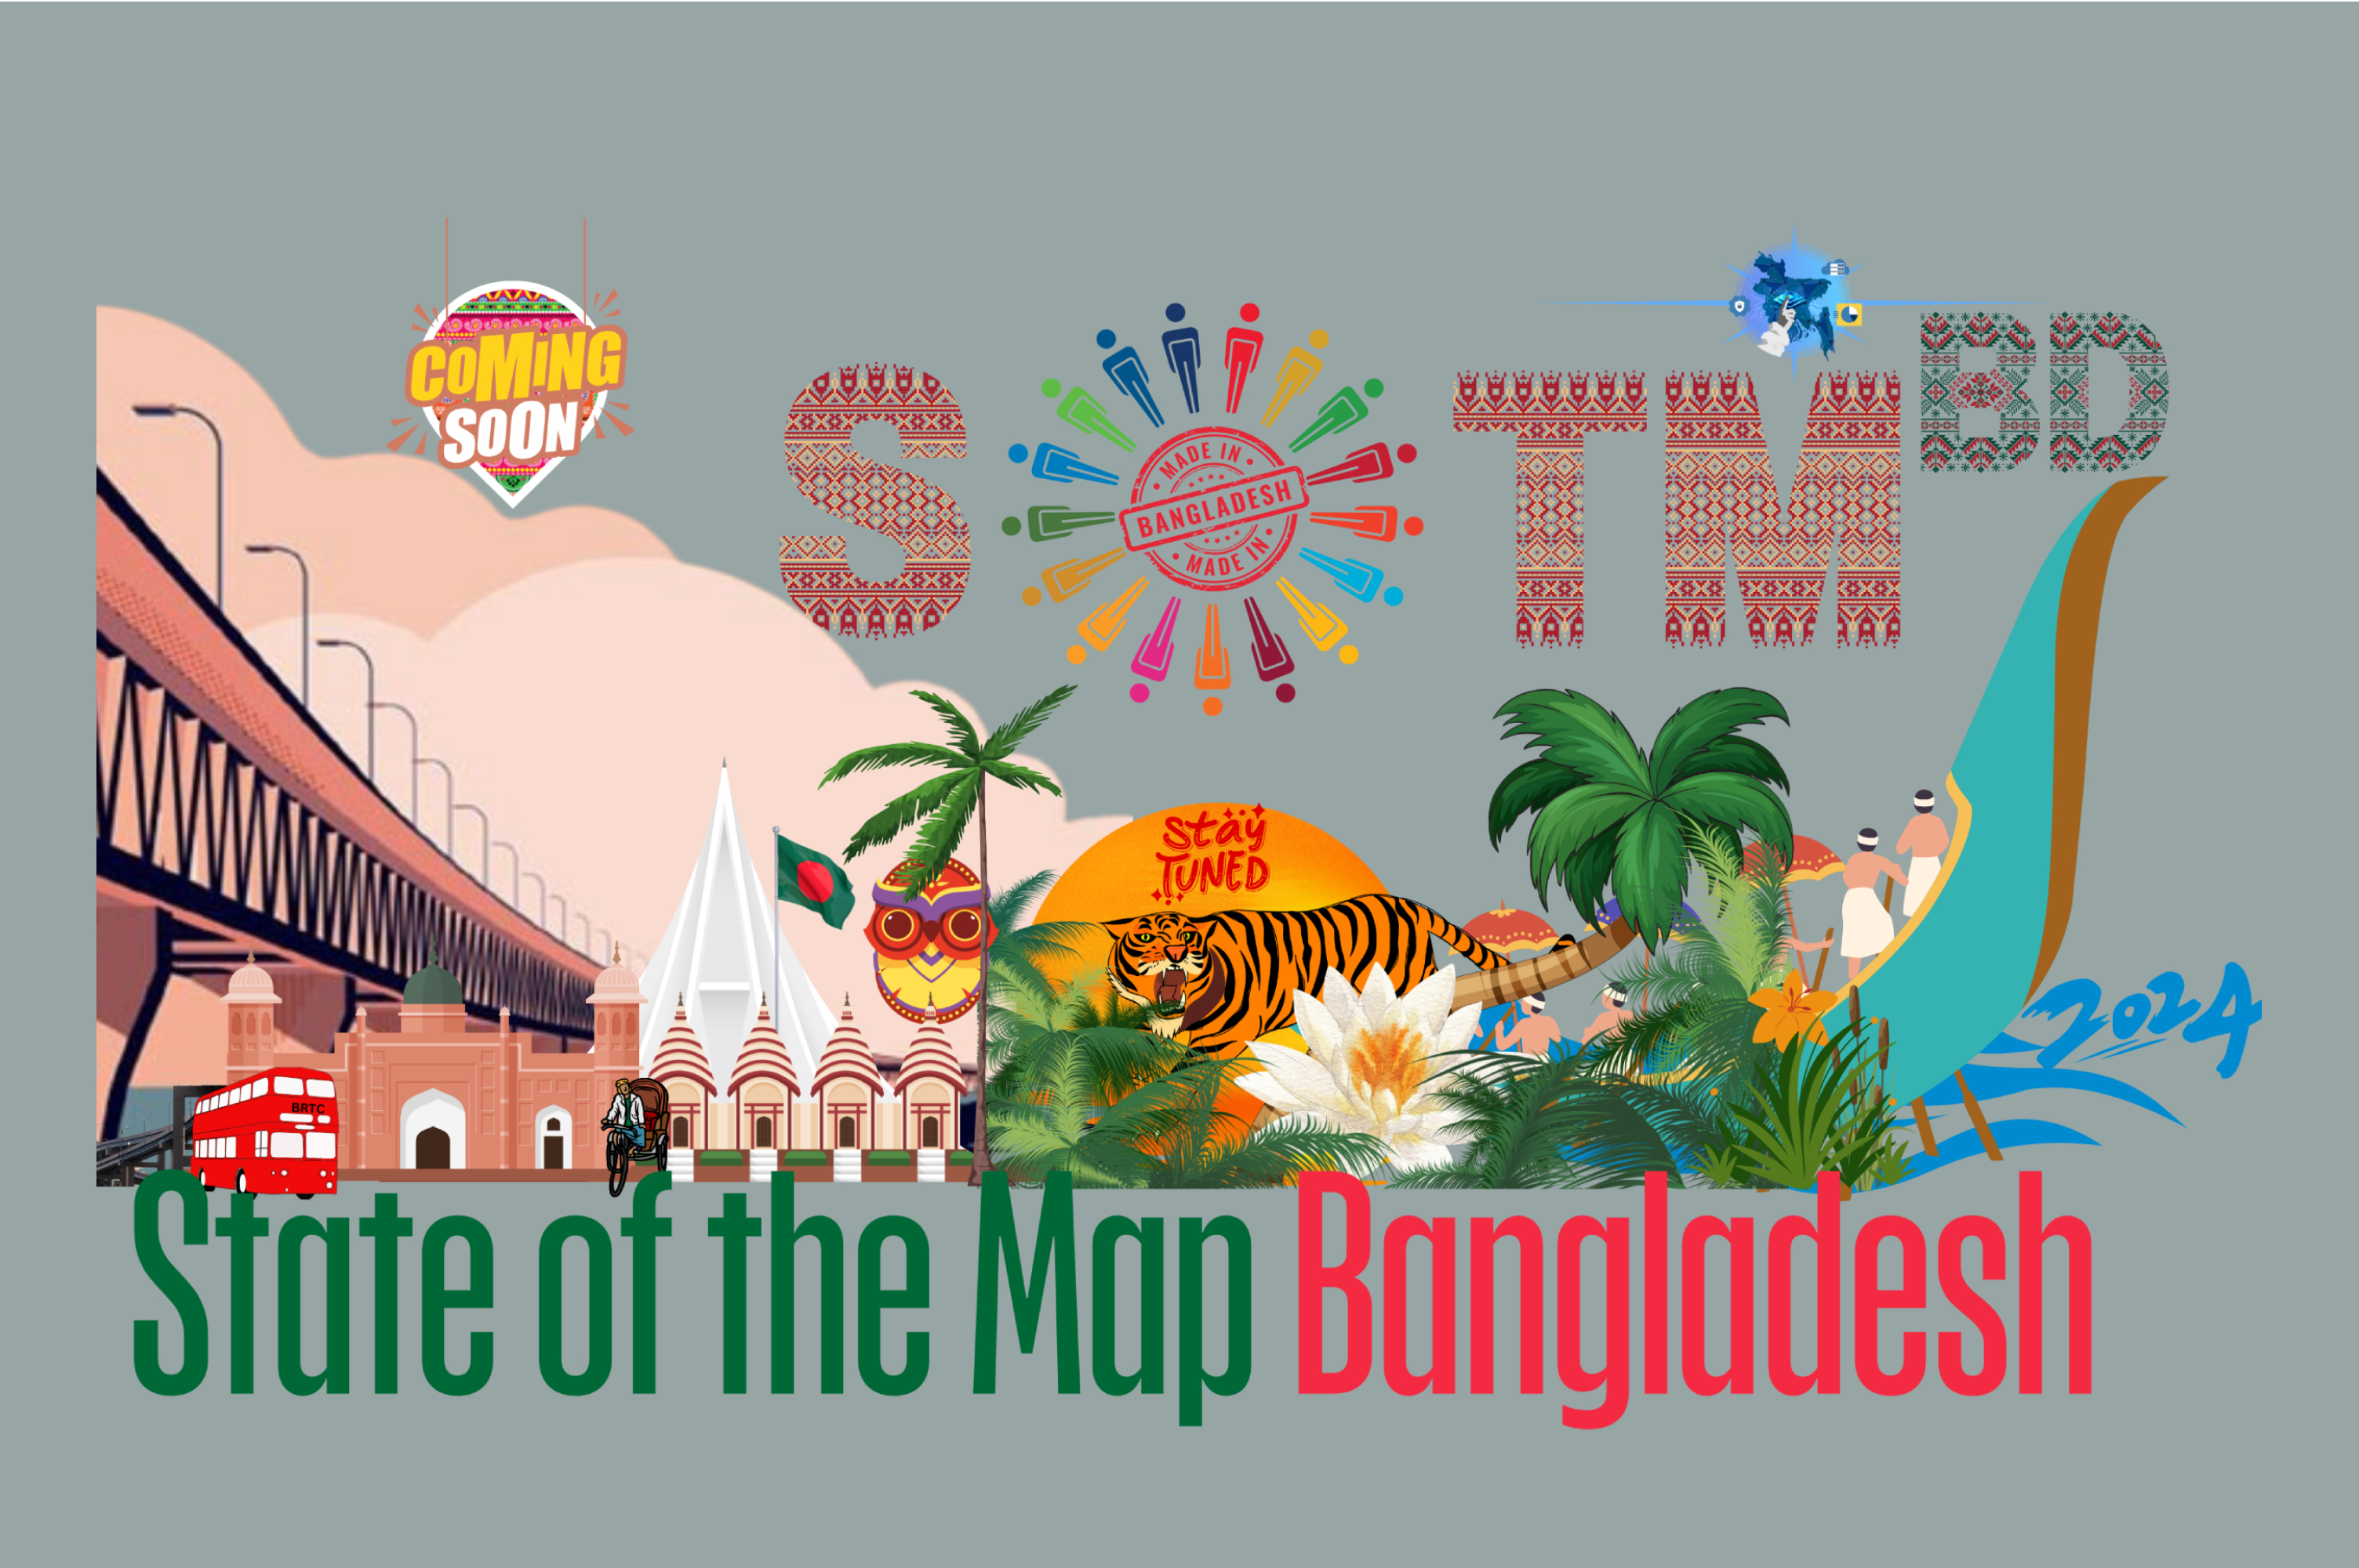 COMING
SOON
S TM BD
MADE IN
BANGLADESH
MADE IN
Stay
TUNED
2024
BRTC
State of the Map Bangladesh